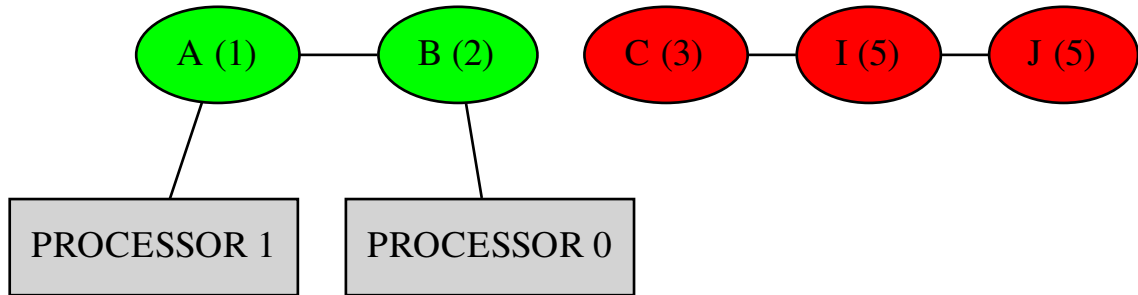 A (1)
B (2)
C (3)
I (5)
J (5)
PROCESSOR 1
PROCESSOR 0